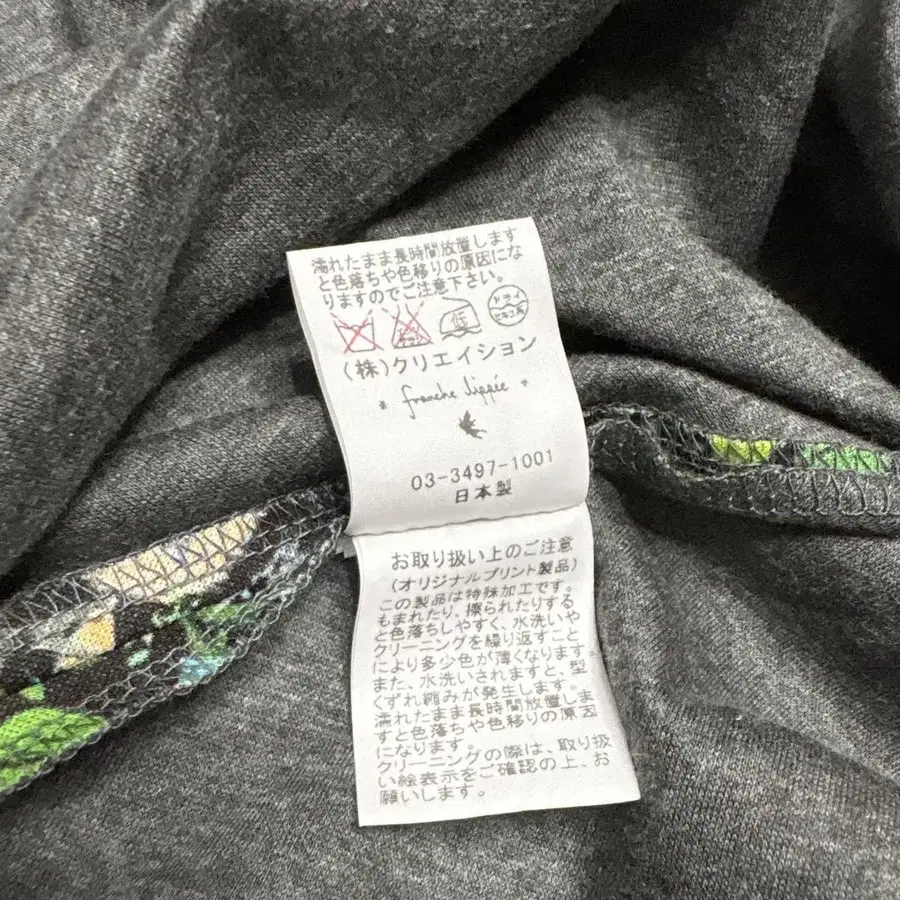 濡れたまま長時間放置します
と色落ちや色移りの原因にな
りますのでご注意下さい。
低 ドライ
(株)クリエイション
* franche lippée *
03-3497-1001
日本製
お取り扱い上のご注意
(オリジナルプリント製品)
この製品は特殊加工です。
もまれたり、擦られたりする
と色落ちしやすく、水洗いや
クリーニングを繰り返すこと
により多少色が薄くなります。
また、水洗いされますと、型
くずれ縮みが発生します。
濡れたまま長時間放置しま
すと色落ちや色移りの原因
になります。
クリーニングの際は、取り扱
い絵表示をご確認の上、お
願いします。